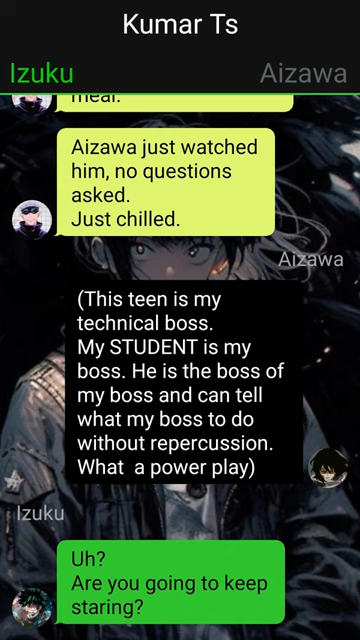 Kumar Ts
Izuku Aizawa
meal.
Aizawa just watched
him, no questions
asked.
Just chilled.
Aizawa
(This teen is my
technical boss.
My STUDENT is my
boss. He is the boss of
my boss and can tell
what my boss to do
without repercussion.
What  a power play)
Izuku
Uh?
Are you going to keep
staring?